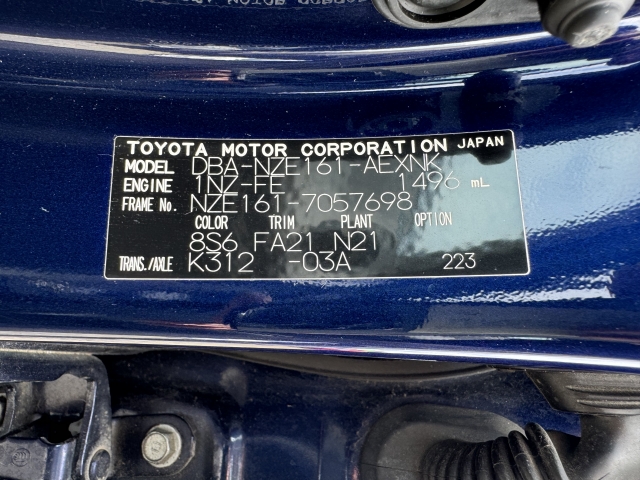 TOYOTA MOTOR CORPORATION JAPAN
MODEL DBA-NZE161-AEXNK
ENGINE 1NZ-FE 1496 mL
FRAME No. NZE161-7057698
COLOR TRIM PLANT OPTION
8S6 FA21 N21
TRANS./AXLE K312 -03A 223